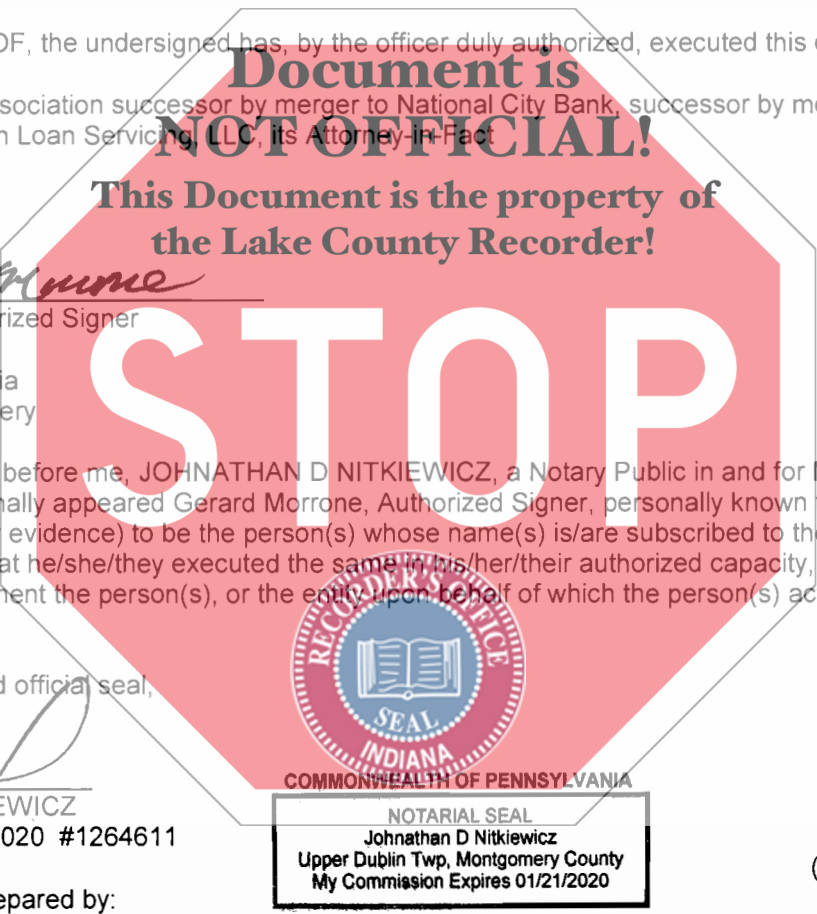 OF, the undersigned has, by the officer duly authorized, executed this
Document is
ssociation successor by merger to National City Bank, successor by me
n Loan Servicing, LLC, its Attorney-in-Fact
NOT OFFICIAL!
This Document is the property of
the Lake County Recorder!
rized Signer
STOP
ia
ery
before me, JOHNATHAN D NITKIEWICZ, a Notary Public in and for
nally appeared Gerard Morrone, Authorized Signer, personally known
evidence) to be the person(s) whose name(s) is/are subscribed to the
at he/she/they executed the same in his/her/their authorized capacity,
ent the person(s), or the entity upon behalf of which the person(s) ac
RECORDER'S OFFICE
SEAL
INDIANA
d official seal,
COMMONWEALTH OF PENNSYLVANIA
EWICZ
020 #1264611
NOTARIAL SEAL
Johnathan D Nitkiewicz
Upper Dublin Twp, Montgomery County
My Commission Expires 01/21/2020
epared by: